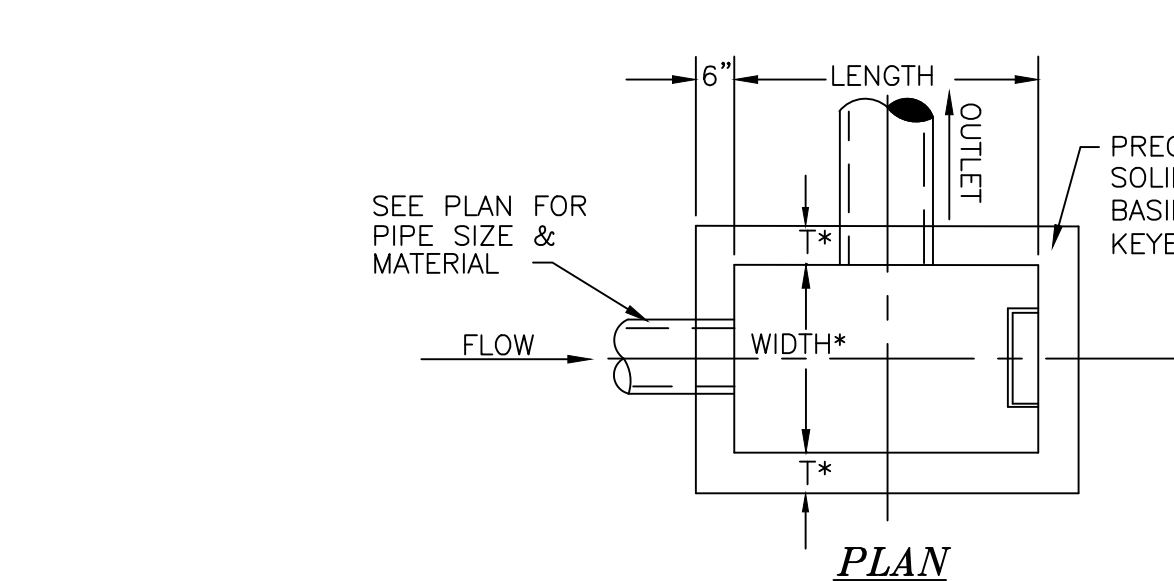 6" LENGTH
OUTLET
SEE PLAN FOR
PIPE SIZE &
MATERIAL
T*
FLOW
WIDTH*
T*
PLAN